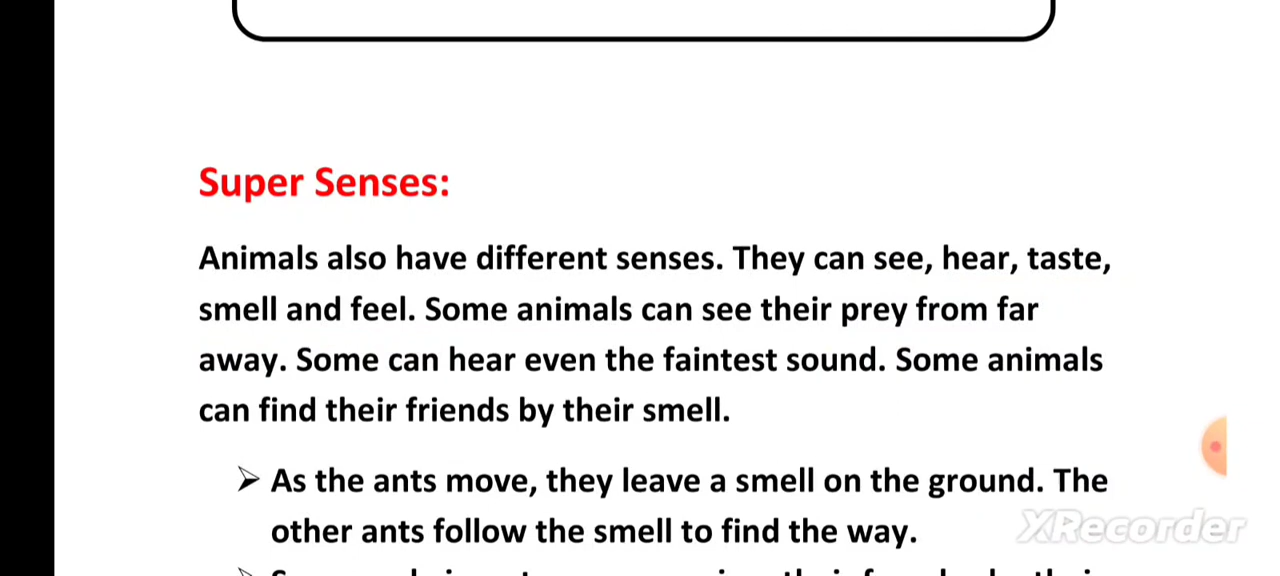 Super Senses:
Animals also have different senses. They can see, hear, taste,
smell and feel. Some animals can see their prey from far
away. Some can hear even the faintest sound. Some animals
can find their friends by their smell.
➢ As the ants move, they leave a smell on the ground. The
other ants follow the smell to find the way.
XRecorder